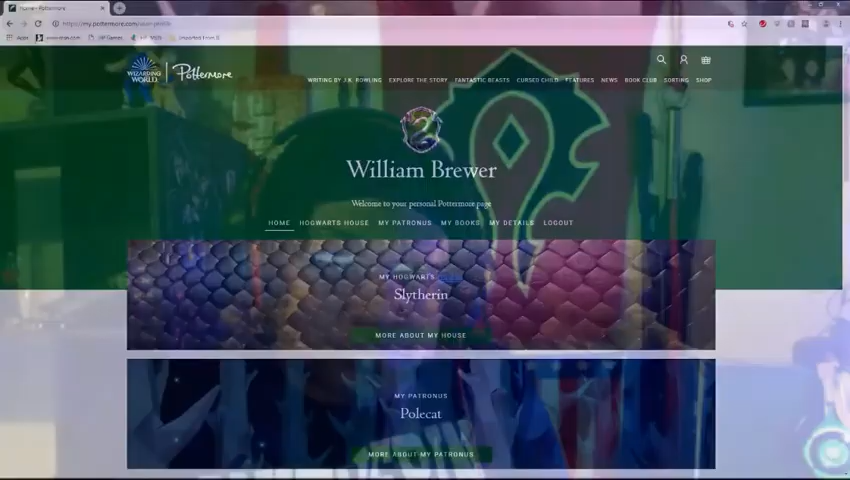 Home - Pottermore
https://my.pottermore.com/
Apps
WIZARDING
WORLD
Pottermore
WRITING BY J.K. ROWLING EXPLORE THE STORY FANTASTIC BEASTS CURSED CHILD FEATURES NEWS BOOK CLUB SORTING SHOP
William Brewer
Welcome to your personal Pottermore page
HOME HOGWARTS HOUSE MY PATRONUS MY BOOKS MY DETAILS LOGOUT
MY HOGWARTS
Slytherin
MORE ABOUT MY HOUSE
MY PATRONUS
Polecat
MORE ABOUT MY PATRONUS